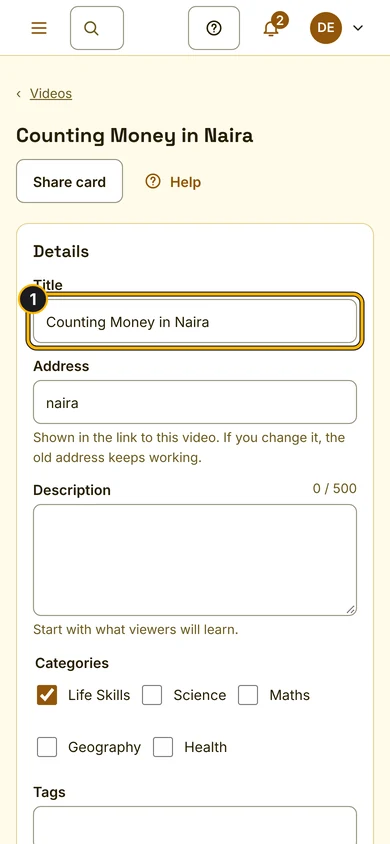 2
DE
‹ Videos
Counting Money in Naira
Share card
Help
Details
Title
1
Counting Money in Naira
Address
naira
Shown in the link to this video. If you change it, the
old address keeps working.
Description 0 / 500
Start with what viewers will learn.
Categories
Life Skills Science Maths
Geography Health
Tags